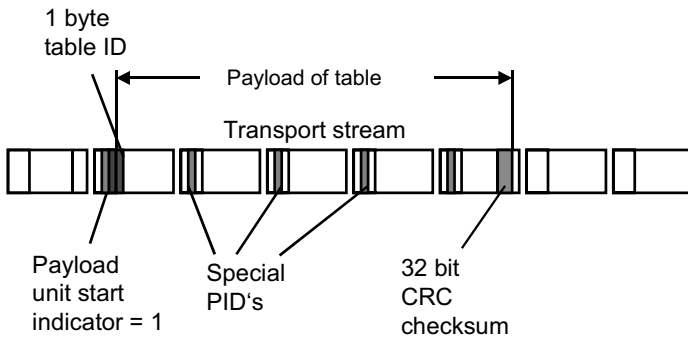 1 byte
table ID
Payload of table
Transport stream
Payload
unit start
indicator = 1
Special
PID‘s
32 bit
CRC
checksum